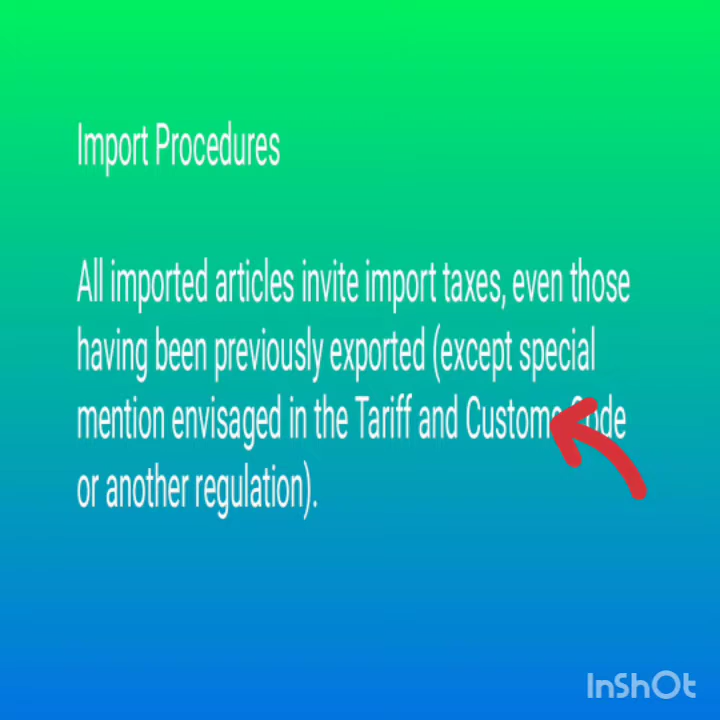 Import Procedures
All imported articles invite import taxes, even those
having been previously exported (except special
mention envisaged in the Tariff and Customs Code
or another regulation).
InShOt